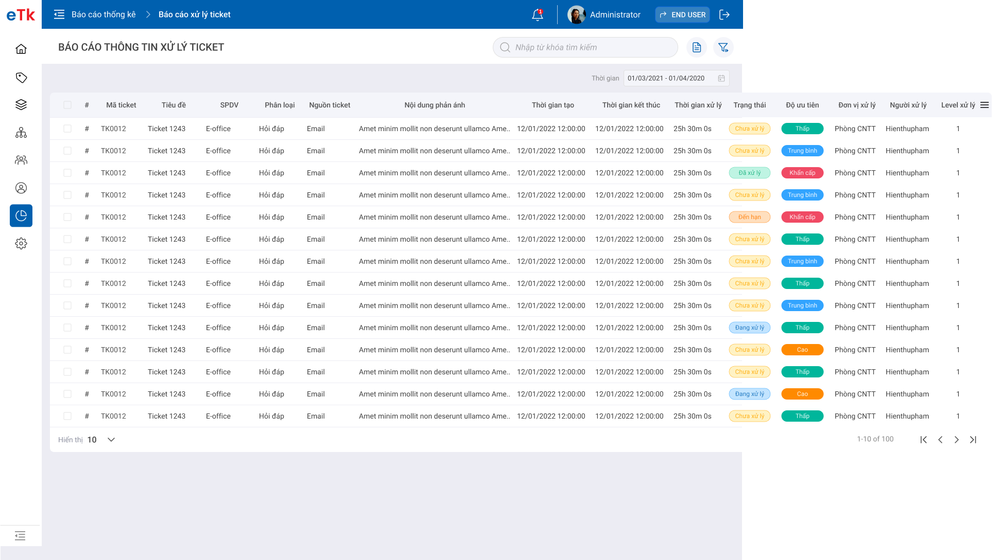 eTk
Báo cáo thống kê Báo cáo xử lý ticket 1 Administrator END USER
BÁO CÁO THÔNG TIN XỬ LÝ TICKET Nhập từ khóa tìm kiếm
Thời gian 01/03/2021 - 01/04/2020
# Mã ticket Tiêu đề SPDV Phân loại Nguồn ticket Nội dung phản ánh Thời gian tạo Thời gian kết thúc Thời gian xử lý Trạng thái Độ ưu tiên Đơn vị xử lý Người xử lý Level xử lý
# TK0012 Ticket 1243 E-office Hỏi đáp Email Amet minim mollit non deserunt ullamco Ame.. 12/01/2022 12:00:00 12/01/2022 12:00:00 25h 30m 0s Chưa xử lý Thấp Phòng CNTT Hienthupham 1
# TK0012 Ticket 1243 E-office Hỏi đáp Email Amet minim mollit non deserunt ullamco Ame.. 12/01/2022 12:00:00 12/01/2022 12:00:00 25h 30m 0s Chưa xử lý Trung bình Phòng CNTT Hienthupham 1
# TK0012 Ticket 1243 E-office Hỏi đáp Email Amet minim mollit non deserunt ullamco Ame.. 12/01/2022 12:00:00 12/01/2022 12:00:00 25h 30m 0s Đã xử lý Khẩn cấp Phòng CNTT Hienthupham 1
# TK0012 Ticket 1243 E-office Hỏi đáp Email Amet minim mollit non deserunt ullamco Ame.. 12/01/2022 12:00:00 12/01/2022 12:00:00 25h 30m 0s Chưa xử lý Trung bình Phòng CNTT Hienthupham 1
# TK0012 Ticket 1243 E-office Hỏi đáp Email Amet minim mollit non deserunt ullamco Ame.. 12/01/2022 12:00:00 12/01/2022 12:00:00 25h 30m 0s Đến hạn Khẩn cấp Phòng CNTT Hienthupham 1
# TK0012 Ticket 1243 E-office Hỏi đáp Email Amet minim mollit non deserunt ullamco Ame.. 12/01/2022 12:00:00 12/01/2022 12:00:00 25h 30m 0s Chưa xử lý Thấp Phòng CNTT Hienthupham 1
# TK0012 Ticket 1243 E-office Hỏi đáp Email Amet minim mollit non deserunt ullamco Ame.. 12/01/2022 12:00:00 12/01/2022 12:00:00 25h 30m 0s Chưa xử lý Trung bình Phòng CNTT Hienthupham 1
# TK0012 Ticket 1243 E-office Hỏi đáp Email Amet minim mollit non deserunt ullamco Ame.. 12/01/2022 12:00:00 12/01/2022 12:00:00 25h 30m 0s Chưa xử lý Thấp Phòng CNTT Hienthupham 1
# TK0012 Ticket 1243 E-office Hỏi đáp Email Amet minim mollit non deserunt ullamco Ame.. 12/01/2022 12:00:00 12/01/2022 12:00:00 25h 30m 0s Chưa xử lý Trung bình Phòng CNTT Hienthupham 1
# TK0012 Ticket 1243 E-office Hỏi đáp Email Amet minim mollit non deserunt ullamco Ame.. 12/01/2022 12:00:00 12/01/2022 12:00:00 25h 30m 0s Đang xử lý Thấp Phòng CNTT Hienthupham 1
# TK0012 Ticket 1243 E-office Hỏi đáp Email Amet minim mollit non deserunt ullamco Ame.. 12/01/2022 12:00:00 12/01/2022 12:00:00 25h 30m 0s Chưa xử lý Cao Phòng CNTT Hienthupham 1
# TK0012 Ticket 1243 E-office Hỏi đáp Email Amet minim mollit non deserunt ullamco Ame.. 12/01/2022 12:00:00 12/01/2022 12:00:00 25h 30m 0s Chưa xử lý Thấp Phòng CNTT Hienthupham 1
# TK0012 Ticket 1243 E-office Hỏi đáp Email Amet minim mollit non deserunt ullamco Ame.. 12/01/2022 12:00:00 12/01/2022 12:00:00 25h 30m 0s Đang xử lý Cao Phòng CNTT Hienthupham 1
# TK0012 Ticket 1243 E-office Hỏi đáp Email Amet minim mollit non deserunt ullamco Ame.. 12/01/2022 12:00:00 12/01/2022 12:00:00 25h 30m 0s Chưa xử lý Thấp Phòng CNTT Hienthupham 1
Hiển thị 10 1-10 of 100